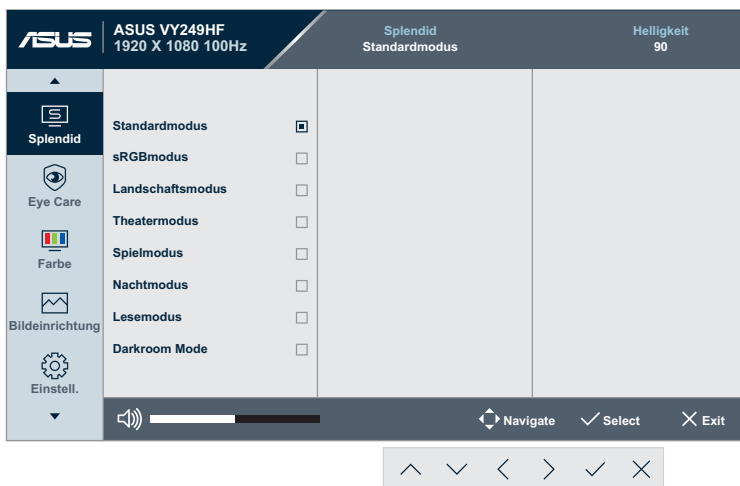 ASUS
ASUS VY249HF
1920 X 1080 100Hz
Splendid
Standardmodus
Helligkeit
90
Splendid
Eye Care
Farbe
Bildeinrichtung
Einstell.
Standardmodus
sRGBmodus
Landschaftsmodus
Theatermodus
Spielmodus
Nachtmodus
Lesemodus
Darkroom Mode
Navigate
Select
Exit